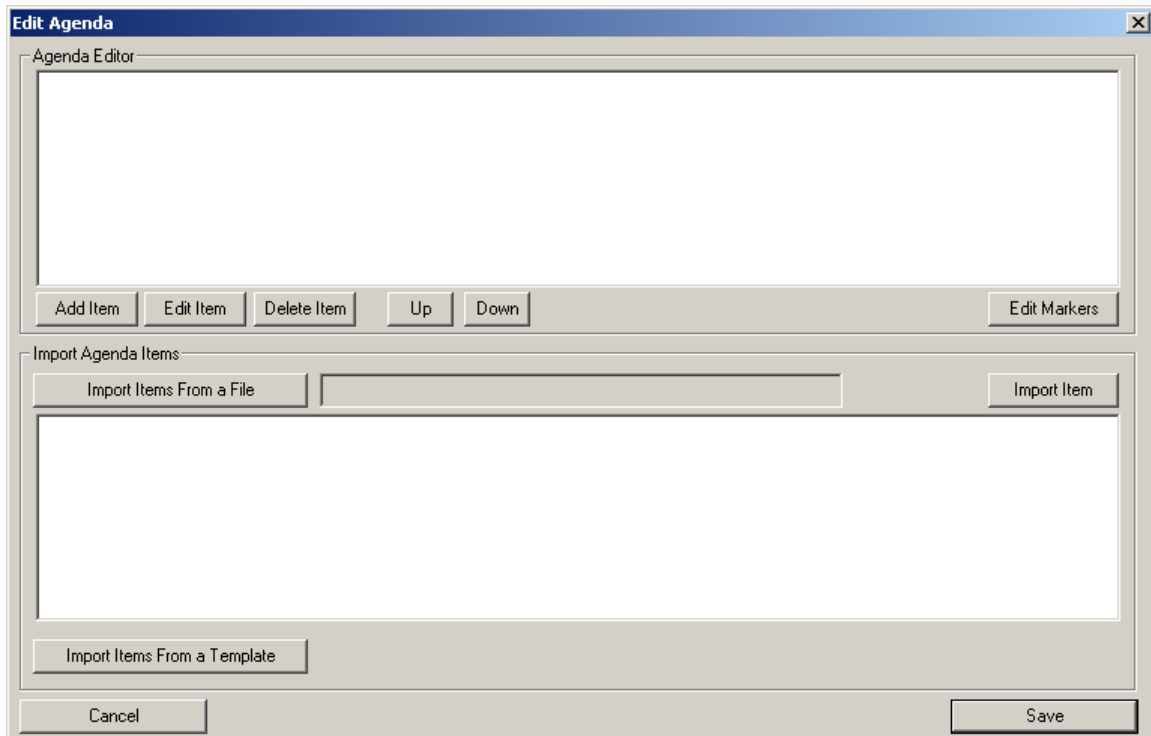 Edit Agenda
Agenda Editor
Add Item Edit Item Delete Item Up Down Edit Markers
Import Agenda Items
Import Items From a File Import Item
Import Items From a Template
Cancel Save